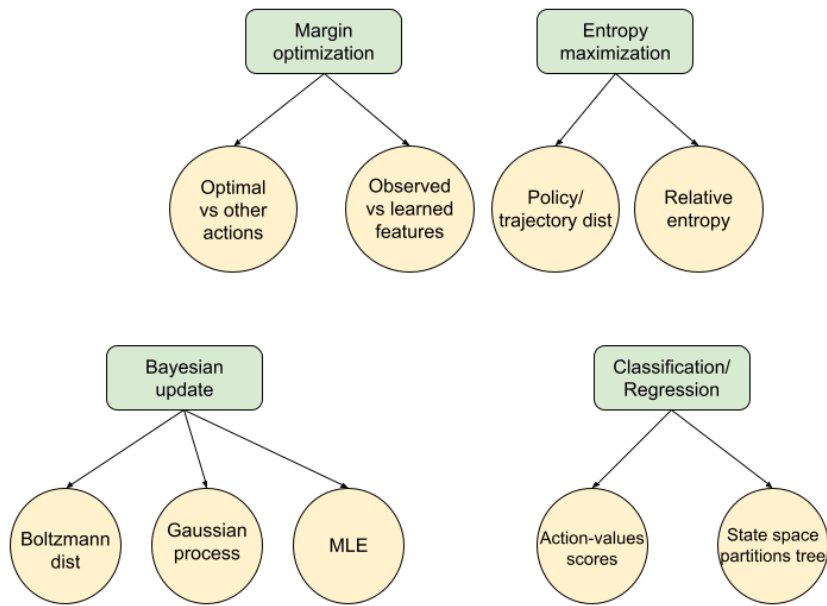 Margin
optimization
Entropy
maximization
Optimal
vs other
actions
Observed
vs learned
features
Policy/
trajectory dist
Relative
entropy
Bayesian
update
Classification/
Regression
Boltzmann
dist
Gaussian
process
MLE
Action-values
scores
State space
partitions tree